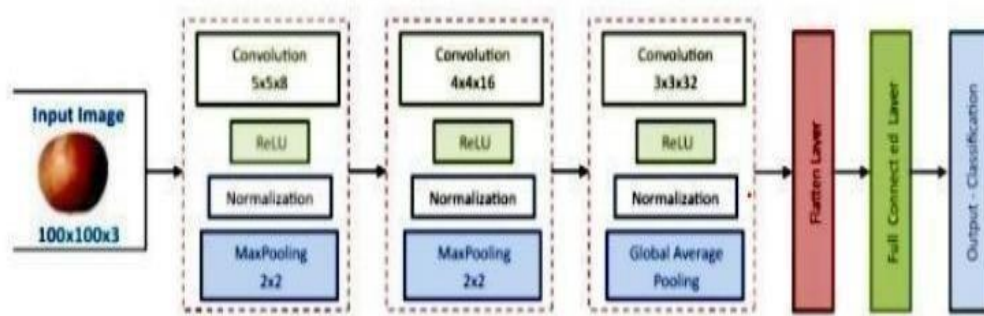 Input Image
100x100x3
Convolution
5x5x8
ReLU
Normalization
MaxPooling
2x2
Convolution
4x4x16
ReLU
Normalization
MaxPooling
2x2
Convolution
3x3x32
ReLU
Normalization
Global Average
Pooling
Flatten Layer
Full Connect ed Layer
Output - Classification